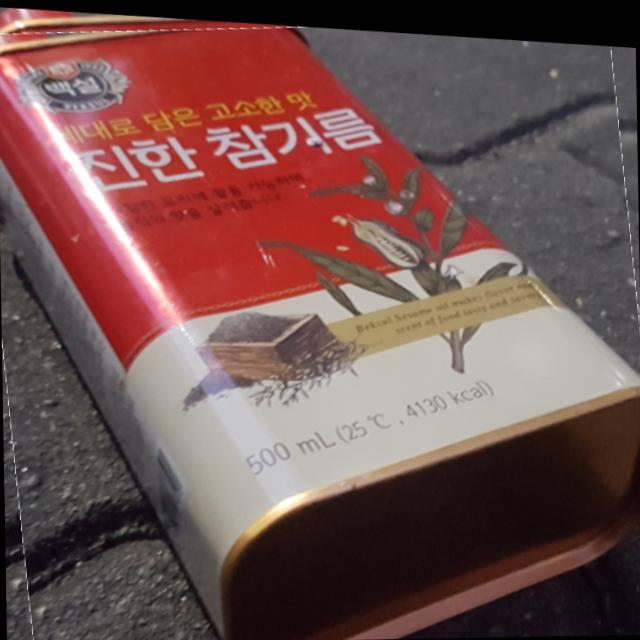 백설
제대로 담은 고소한 맛
진한 참기름
Beksul Sesame oil makes flavor and
scent of food tasty and savory
500 mL (25 ℃ , 4130 kcal)